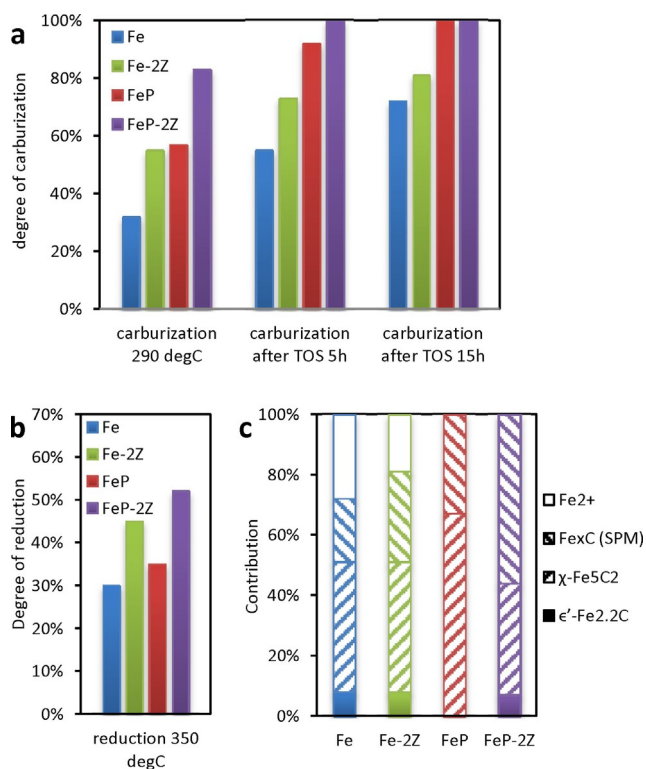 a
degree of carburization
100%
80%
60%
40%
20%
0%
Fe
Fe-2Z
FeP
FeP-2Z
carburization
290 degC
carburization
after TOS 5h
carburization
after TOS 15h
b
Degree of reduction
70%
60%
50%
40%
30%
20%
10%
0%
Fe
Fe-2Z
FeP
FeP-2Z
reduction 350
degC
c
Contribution
100%
80%
60%
40%
20%
0%
Fe
Fe-2Z
FeP
FeP-2Z
Fe2+
FexC (SPM)
χ-Fe5C2
ϵ’-Fe2.2C